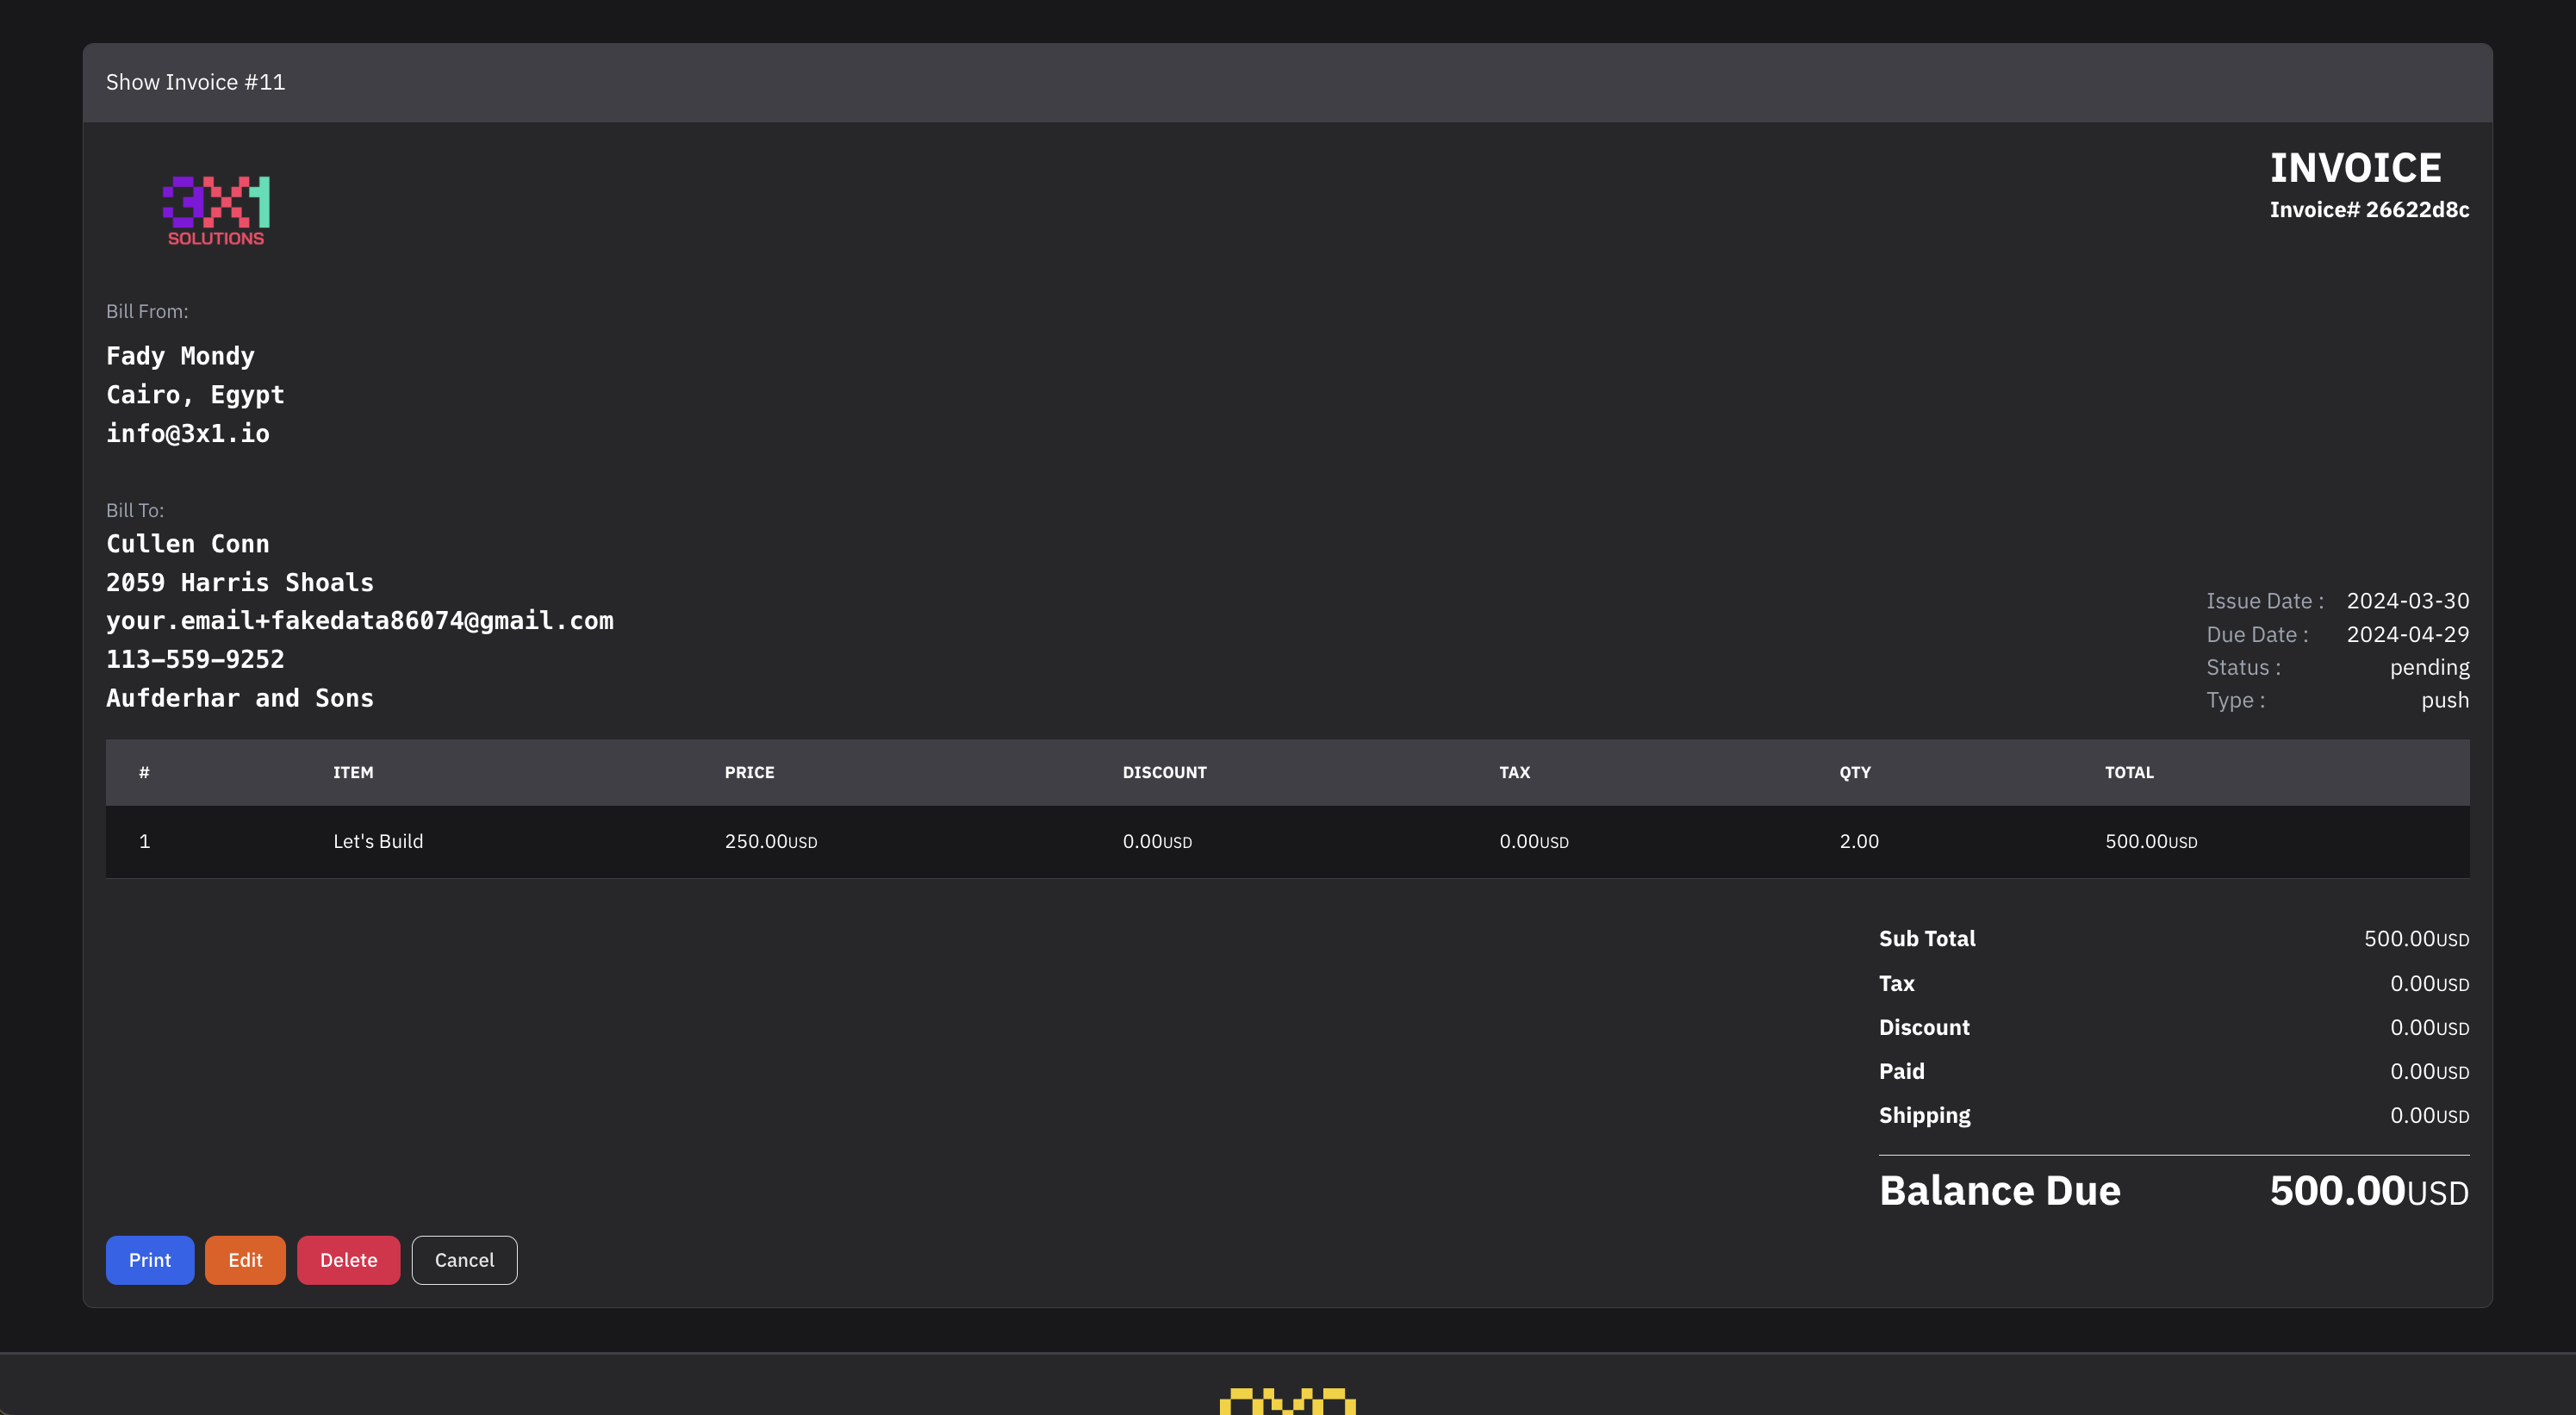 Show Invoice #11
3X1
SOLUTIONS
INVOICE
Invoice# 26622d8c
Bill From:
Fady Mondy
Cairo, Egypt
info@3x1.io
Bill To:
Cullen Conn
2059 Harris Shoals
your.email+fakedata86074@gmail.com
113-559-9252
Aufderhar and Sons
Issue Date : 2024-03-30
Due Date : 2024-04-29
Status : pending
Type : push
# ITEM PRICE DISCOUNT TAX QTY TOTAL
1 Let's Build 250.00USD 0.00USD 0.00USD 2.00 500.00USD
Sub Total 500.00USD
Tax 0.00USD
Discount 0.00USD
Paid 0.00USD
Shipping 0.00USD
Balance Due 500.00USD
Print Edit Delete Cancel